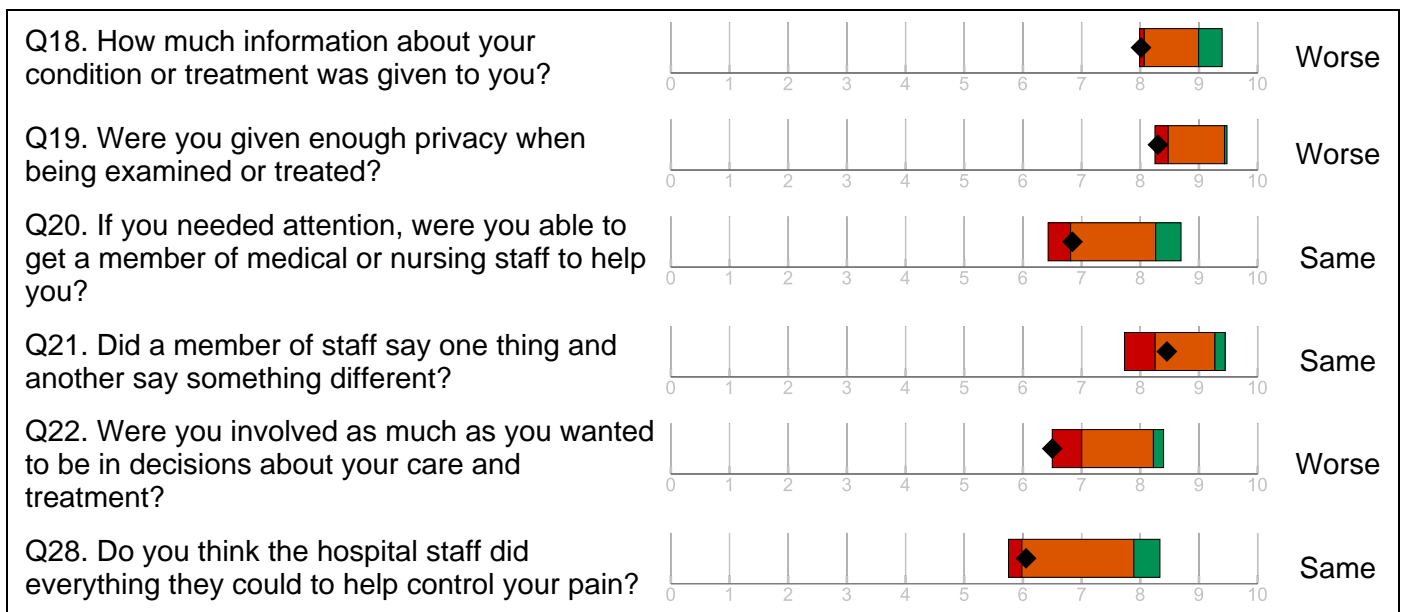 Q18. How much information about your
condition or treatment was given to you?
0 1 2 3 4 5 6 7 8 9 10
Worse
Q19. Were you given enough privacy when
being examined or treated?
0 1 2 3 4 5 6 7 8 9 10
Worse
Q20. If you needed attention, were you able to
get a member of medical or nursing staff to help
you?
0 1 2 3 4 5 6 7 8 9 10
Same
Q21. Did a member of staff say one thing and
another say something different?
0 1 2 3 4 5 6 7 8 9 10
Same
Q22. Were you involved as much as you wanted
to be in decisions about your care and
treatment?
0 1 2 3 4 5 6 7 8 9 10
Worse
Q28. Do you think the hospital staff did
everything they could to help control your pain?
0 1 2 3 4 5 6 7 8 9 10
Same